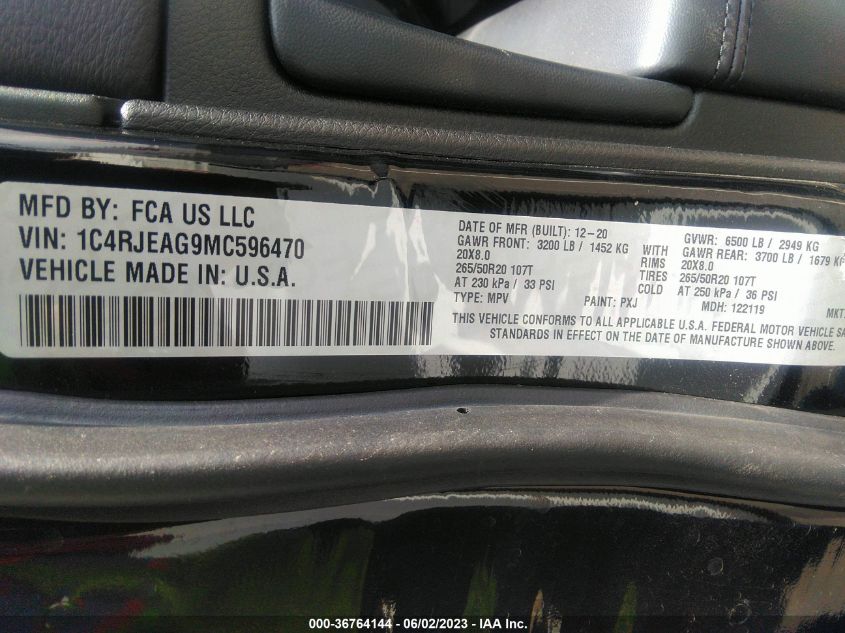 MFD BY: FCA US LLC
VIN: 1C4RJEAG9MC596470
VEHICLE MADE IN: U.S.A.
DATE OF MFR (BUILT): 12-20 GVWR: 6500 LB / 2949 KG
GAWR FRONT: 3200 LB / 1452 KG WITH GAWR REAR: 3700 LB / 1679
20X8.0 RIMS 20X8.0
265/50R20 107T TIRES 265/50R20 107T
AT 230 kPa / 33 PSI COLD AT 250 kPa / 36 PSI
TYPE: MPV PAINT: PXJ MDH: 122119 MKT:
THIS VEHICLE CONFORMS TO ALL APPLICABLE U.S.A. FEDERAL MOTOR VEHICLE SA
STANDARDS IN EFFECT ON THE DATE OF MANUFACTURE SHOWN ABOVE.
000-36764144 - 06/02/2023 - IAA Inc.